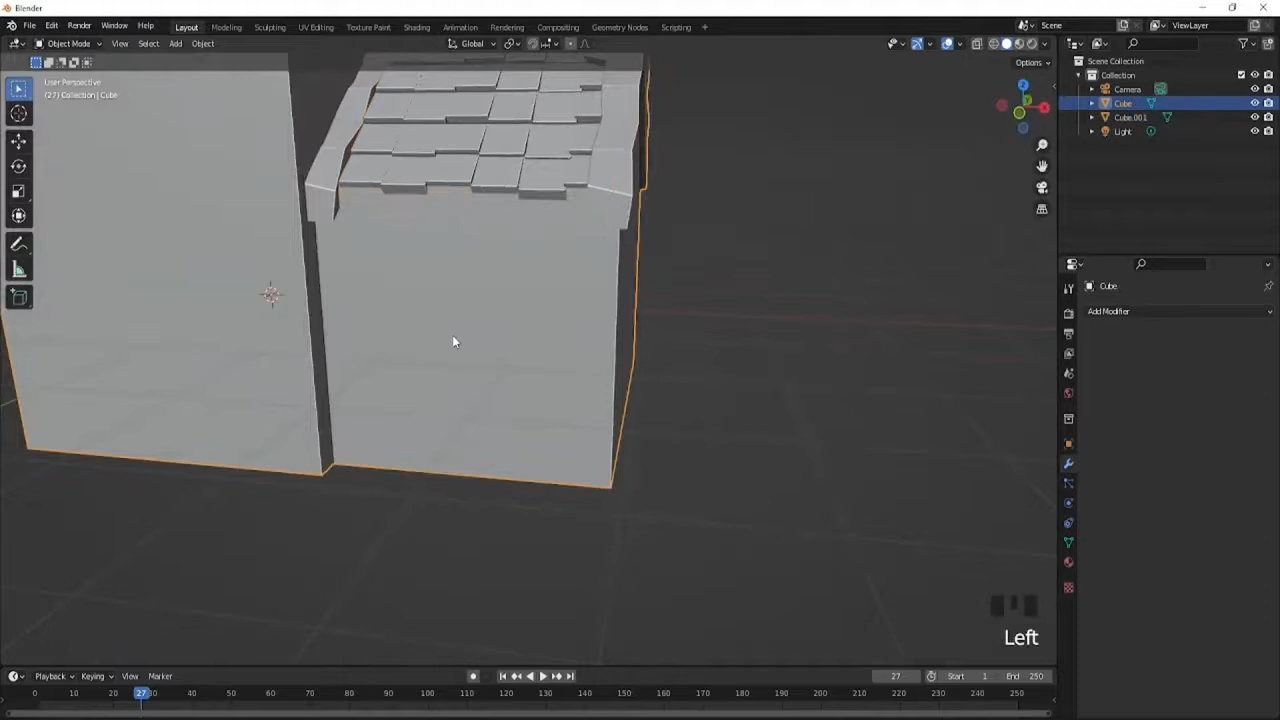 Blender
File Edit Render Window Help Layout Modeling Sculpting UV Editing Texture Paint Shading Animation Rendering Compositing Geometry Nodes Scripting + Scene ViewLayer
Object Mode View Select Add Object Global
Options
User Perspective
(27) Collection | Cube
Scene Collection
Collection
Camera
Cube
Cube.001
Light
Cube
Add Modifier
Left
Playback Keying View Marker 27 Start 1 End 250
0 10 20 27 30 40 50 60 70 80 90 100 110 120 130 140 150 160 170 180 190 200 210 220 230 240 250